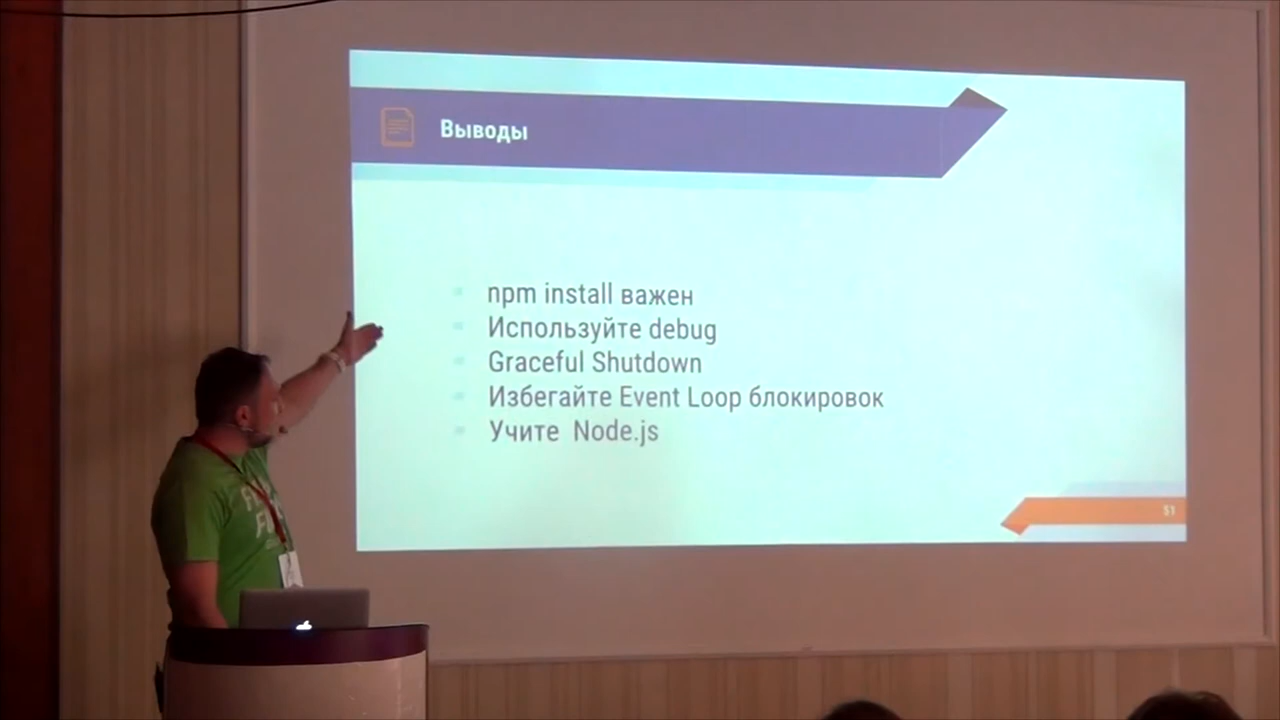 Выводы
npm install важен
Используйте debug
Graceful Shutdown
Избегайте Event Loop блокировок
Учите Node.js
51